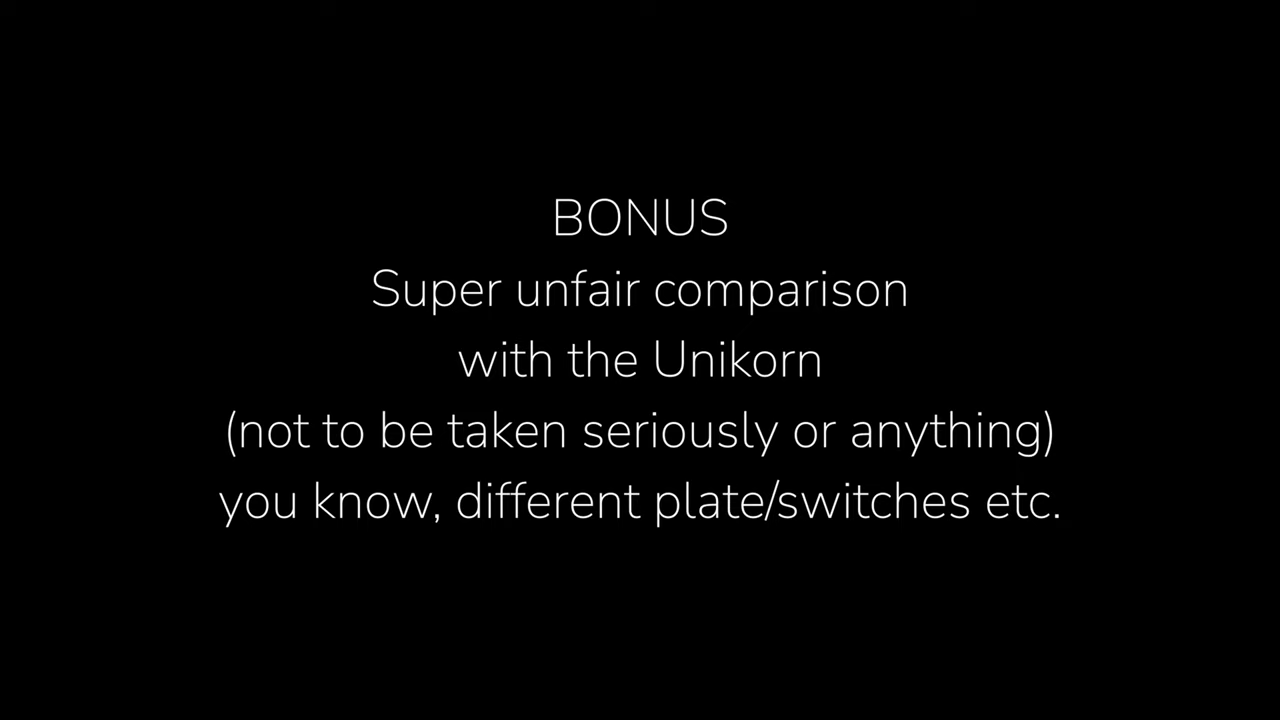 BONUS
Super unfair comparison
with the Unikorn
(not to be taken seriously or anything)
you know, different plate/switches etc.